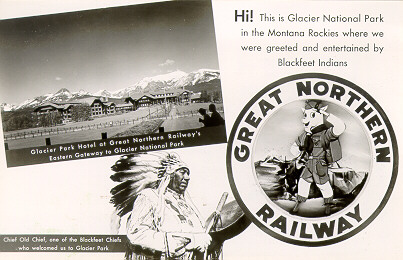 Hi! This is Glacier National Park
in the Montana Rockies where we
were greeted and entertained by
Blackfeet Indians
Glacier Park Hotel at Great Northern Railway's
Eastern Gateway to Glacier National Park
GREAT NORTHERN
RAILWAY
Chief Old Chief, one of the Blackfeet Chiefs
who welcomed us to Glacier Park